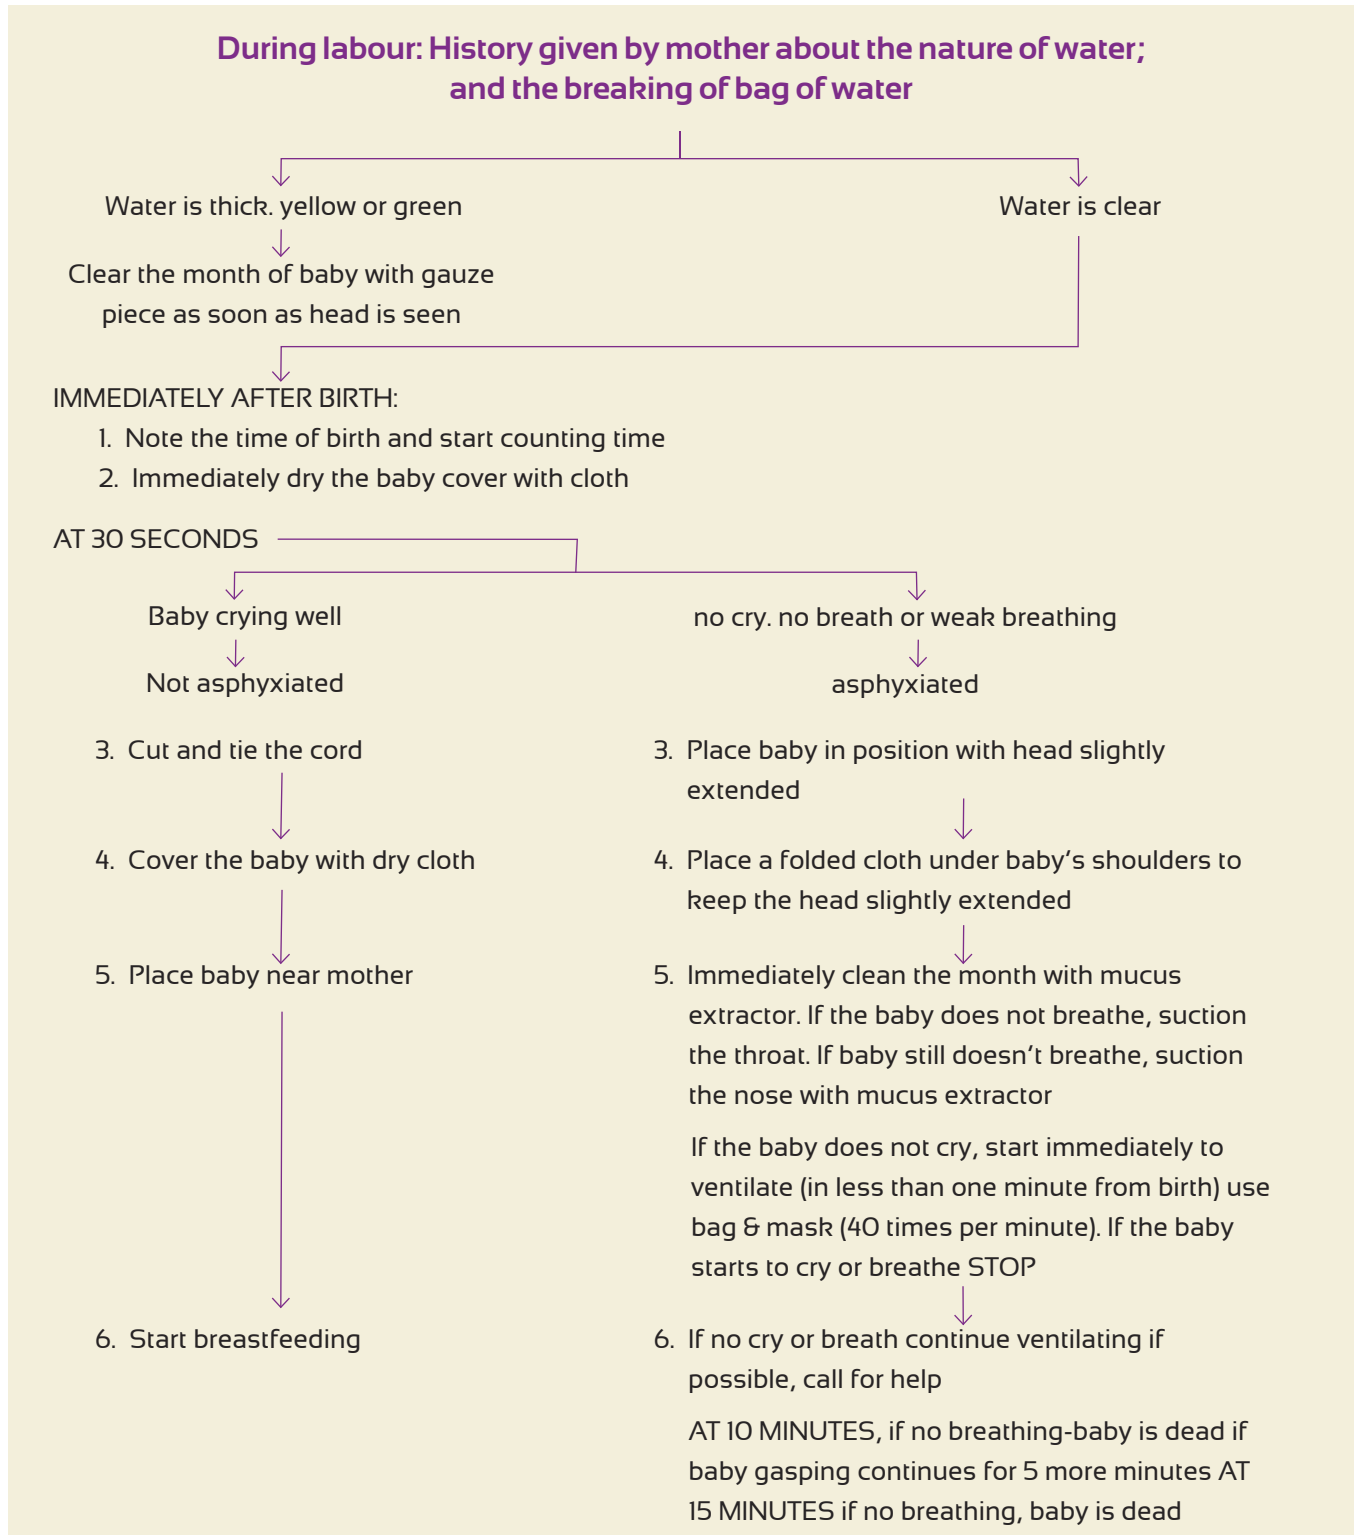 During labour: History given by mother about the nature of water;
and the breaking of bag of water
Water is thick. yellow or green
Water is clear
Clear the month of baby with gauze
piece as soon as head is seen
IMMEDIATELY AFTER BIRTH:
1. Note the time of birth and start counting time
2. Immediately dry the baby cover with cloth
AT 30 SECONDS
Baby crying well
no cry. no breath or weak breathing
Not asphyxiated
asphyxiated
3. Cut and tie the cord
4. Cover the baby with dry cloth
5. Place baby near mother
6. Start breastfeeding
3. Place baby in position with head slightly
extended
4. Place a folded cloth under baby's shoulders to
keep the head slightly extended
5. Immediately clean the month with mucus
extractor. If the baby does not breathe, suction
the throat. If baby still doesn't breathe, suction
the nose with mucus extractor
If the baby does not cry, start immediately to
ventilate (in less than one minute from birth) use
bag & mask (40 times per minute). If the baby
starts to cry or breathe STOP
6. If no cry or breath continue ventilating if
possible, call for help
AT 10 MINUTES, if no breathing-baby is dead if
baby gasping continues for 5 more minutes AT
15 MINUTES if no breathing, baby is dead